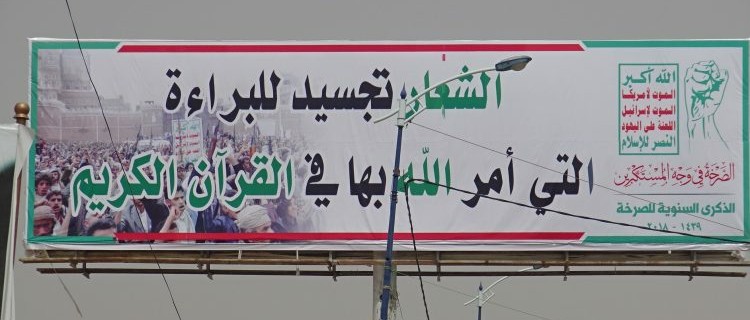 الشعار تجسيد للبراءة
التي أمر الله بها في القرآن الكريم
الله أكبر
الموت لأمريكا
الموت لإسرائيل
اللعنة على اليهود
النصر للإسلام
الصرخة في وجه المستكبرين
الذكرى السنوية للصرخة
١٤٣٩ - ٢٠١٨